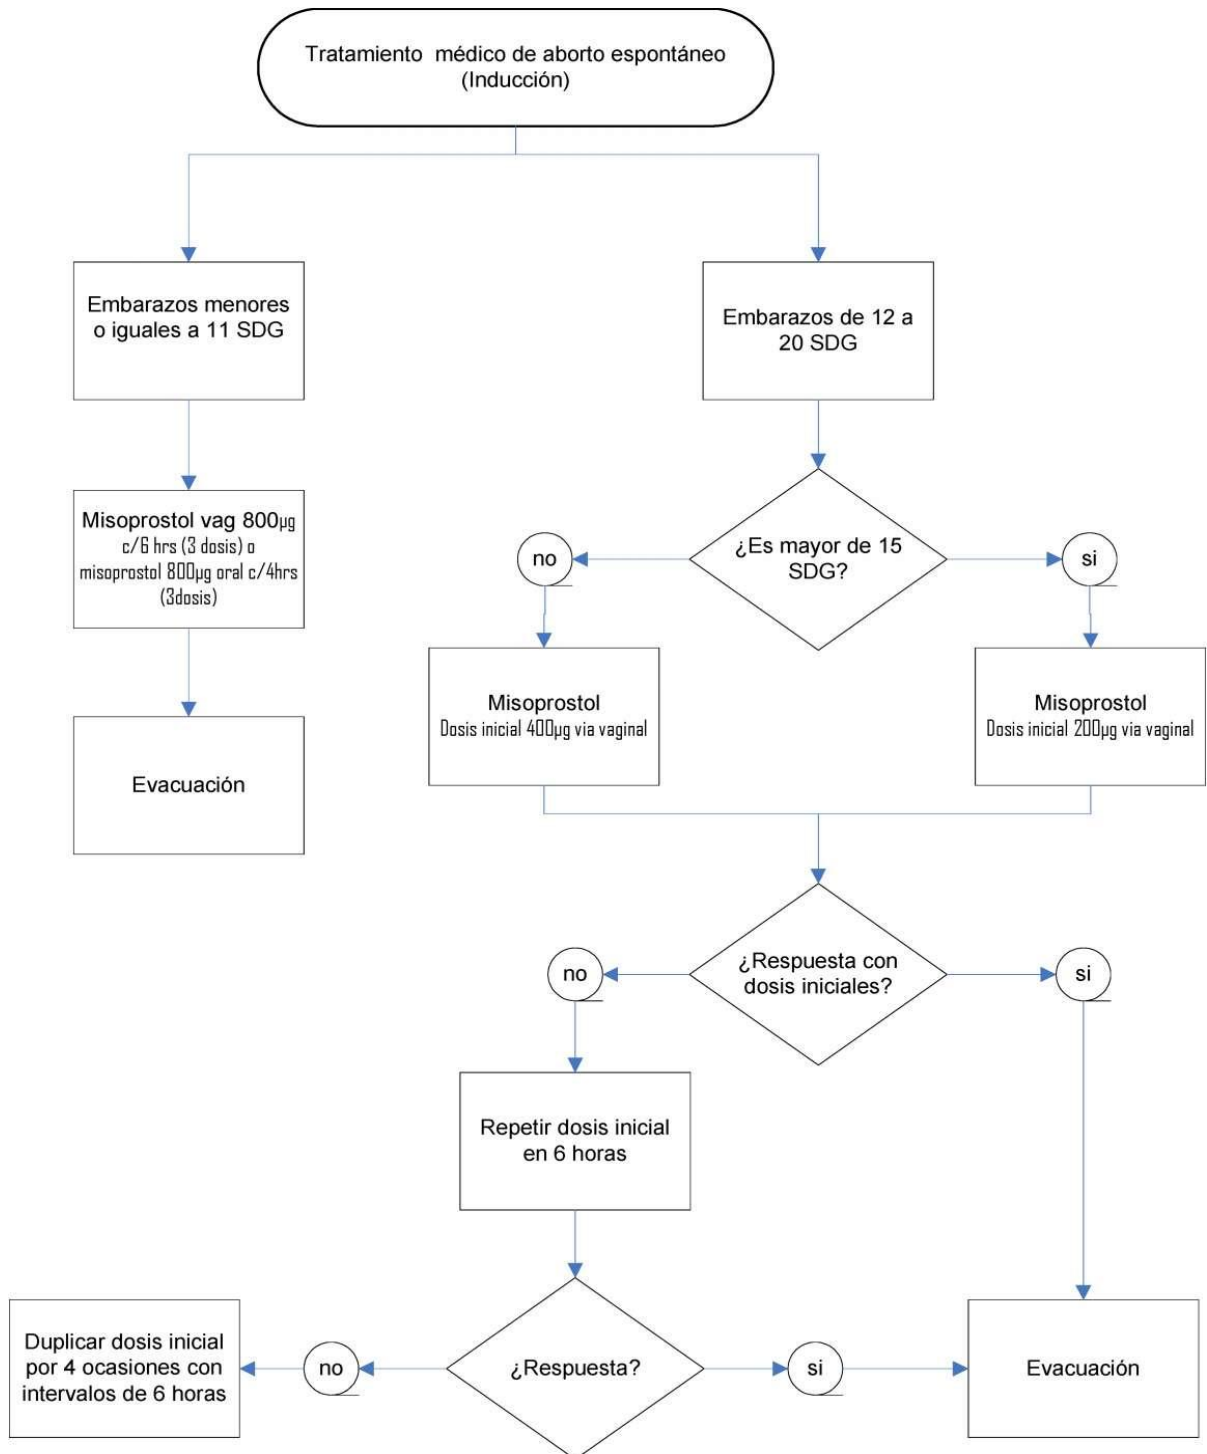 Tratamiento médico de aborto espontáneo
(Inducción)
Embarazos menores
o iguales a 11 SDG
Embarazos de 12 a
20 SDG
Misoprostol vag 800µg
c/6 hrs (3 dosis) o
misoprostol 800µg oral c/4hrs
(3dosis)
¿Es mayor de 15
SDG?
no
si
Misoprostol
Dosis inicial 400µg via vaginal
Misoprostol
Dosis inicial 200µg via vaginal
Evacuación
¿Respuesta con
dosis iniciales?
no
si
Repetir dosis inicial
en 6 horas
Duplicar dosis inicial
por 4 ocasiones con
intervalos de 6 horas
no
¿Respuesta?
si
Evacuación